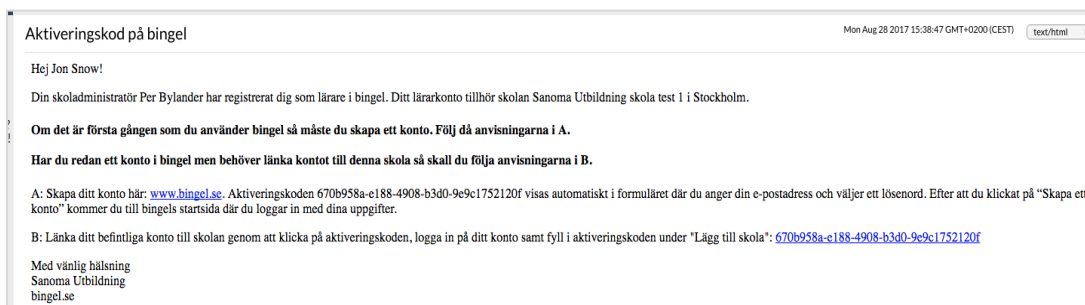 Aktiveringskod på bingel
Mon Aug 28 2017 15:38:47 GMT+0200 (CEST)
text/html
Hej Jon Snow!
Din skoladministratör Per Bylander har registrerat dig som lärare i bingel. Ditt lärarkonto tillhör skolan Sanoma Utbildning skola test 1 i Stockholm.
Om det är första gången som du använder bingel så måste du skapa ett konto. Följ då anvisningarna i A.
Har du redan ett konto i bingel men behöver länka kontot till denna skola så skall du följa anvisningarna i B.
A: Skapa ditt konto här: www.bingel.se. Aktiveringskoden 670b958a-e188-4908-b3d0-9e9c1752120f visas automatiskt i formuläret där du anger din e-postadress och väljer ett lösenord. Efter att du klickat på “Skapa ett
konto” kommer du till bingels startsida där du loggar in med dina uppgifter.
B: Länka ditt befintliga konto till skolan genom att klicka på aktiveringskoden, logga in på ditt konto samt fyll i aktiveringskoden under "Lägg till skola": 670b958a-e188-4908-b3d0-9e9c1752120f
Med vänlig hälsning
Sanoma Utbildning
bingel.se